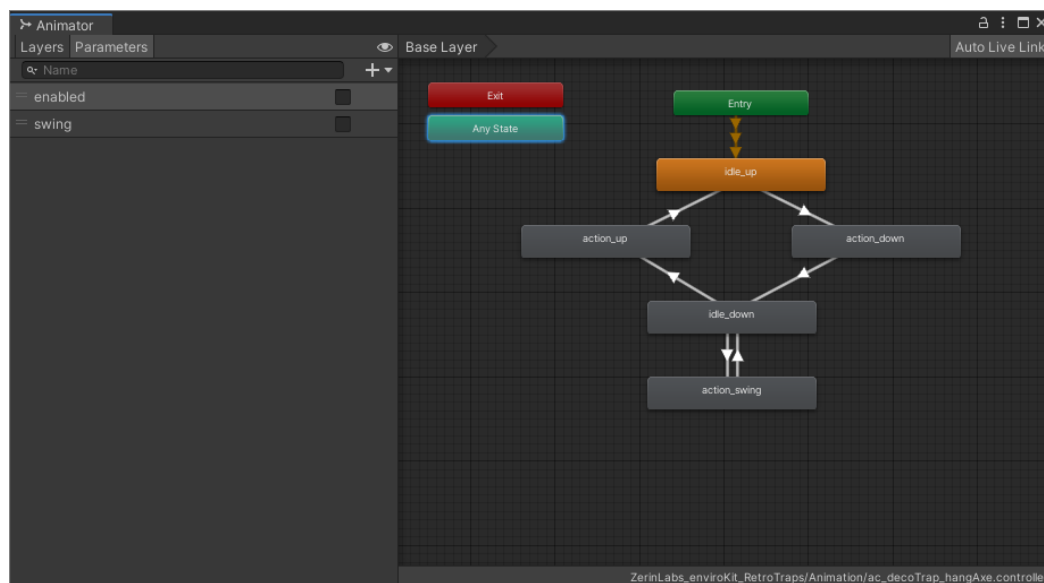 Animator
Layers Parameters
Base Layer
Auto Live Link
Name
enabled
swing
Exit
Entry
Any State
idle_up
action_up
action_down
idle_down
action_swing
ZerinLabs_enviroKit_RetroTraps/Animation/ac_decoTrap_hangAxe.controlle